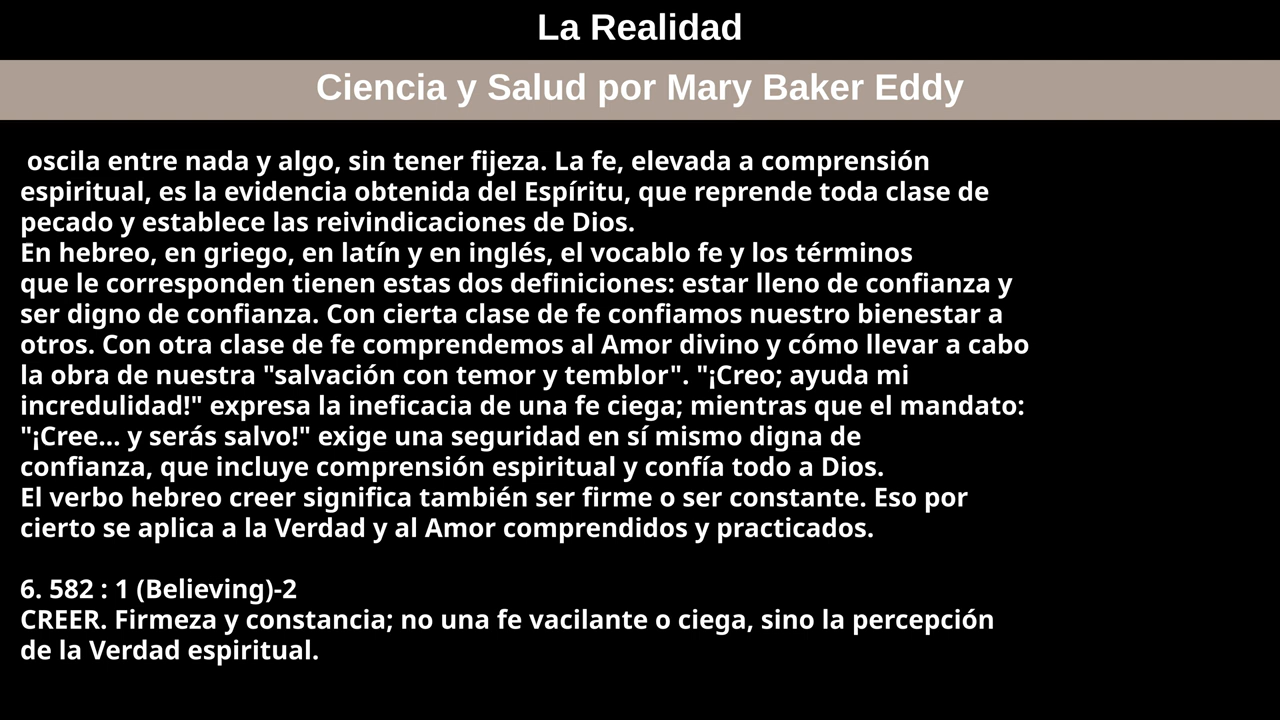 La Realidad
Ciencia y Salud por Mary Baker Eddy
oscila entre nada y algo, sin tener fijeza. La fe, elevada a comprensión
espiritual, es la evidencia obtenida del Espíritu, que reprende toda clase de
pecado y establece las reivindicaciones de Dios.
En hebreo, en griego, en latín y en inglés, el vocablo fe y los términos
que le corresponden tienen estas dos definiciones: estar lleno de confianza y
ser digno de confianza. Con cierta clase de fe confiamos nuestro bienestar a
otros. Con otra clase de fe comprendemos al Amor divino y cómo llevar a cabo
la obra de nuestra "salvación con temor y temblor". "¡Creo; ayuda mi
incredulidad!" expresa la ineficacia de una fe ciega; mientras que el mandato:
"¡Cree... y serás salvo!" exige una seguridad en sí mismo digna de
confianza, que incluye comprensión espiritual y confía todo a Dios.
El verbo hebreo creer significa también ser firme o ser constante. Eso por
cierto se aplica a la Verdad y al Amor comprendidos y practicados.
6. 582 : 1 (Believing)-2
CREER. Firmeza y constancia; no una fe vacilante o ciega, sino la percepción
de la Verdad espiritual.